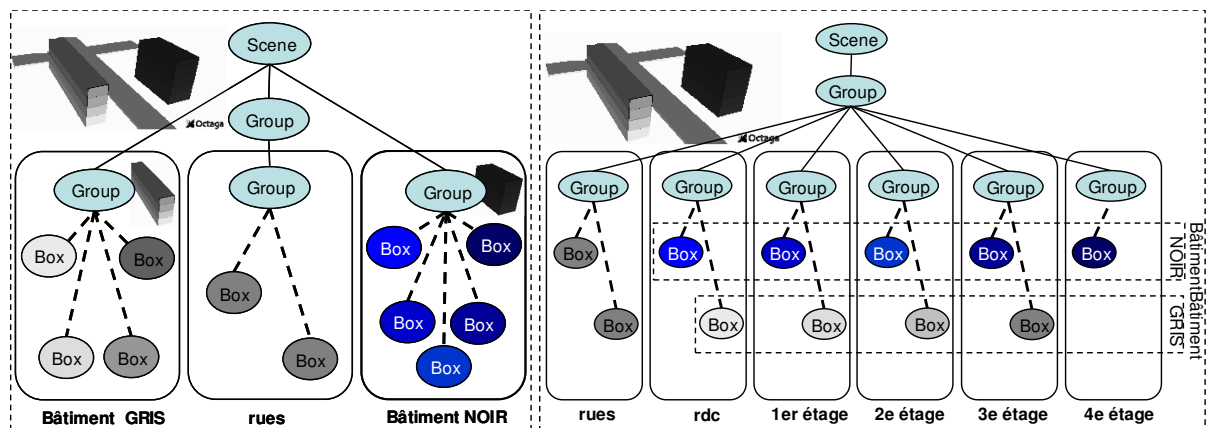 Scene
Group
Octaga
Group
Group
Group
Box
Box
Box
Box
Box
Box
Box
Box
Box
Box
Box
Bâtiment GRIS
rues
Bâtiment NOIR
Scene
Group
Octaga
Group
Group
Group
Group
Group
Group
Box
Box
Box
Box
Box
Box
Box
Box
Box
Box
Box
Bâtiment
NOIR
Bâtiment
GRIS
rues
rdc
1er étage
2e étage
3e étage
4e étage